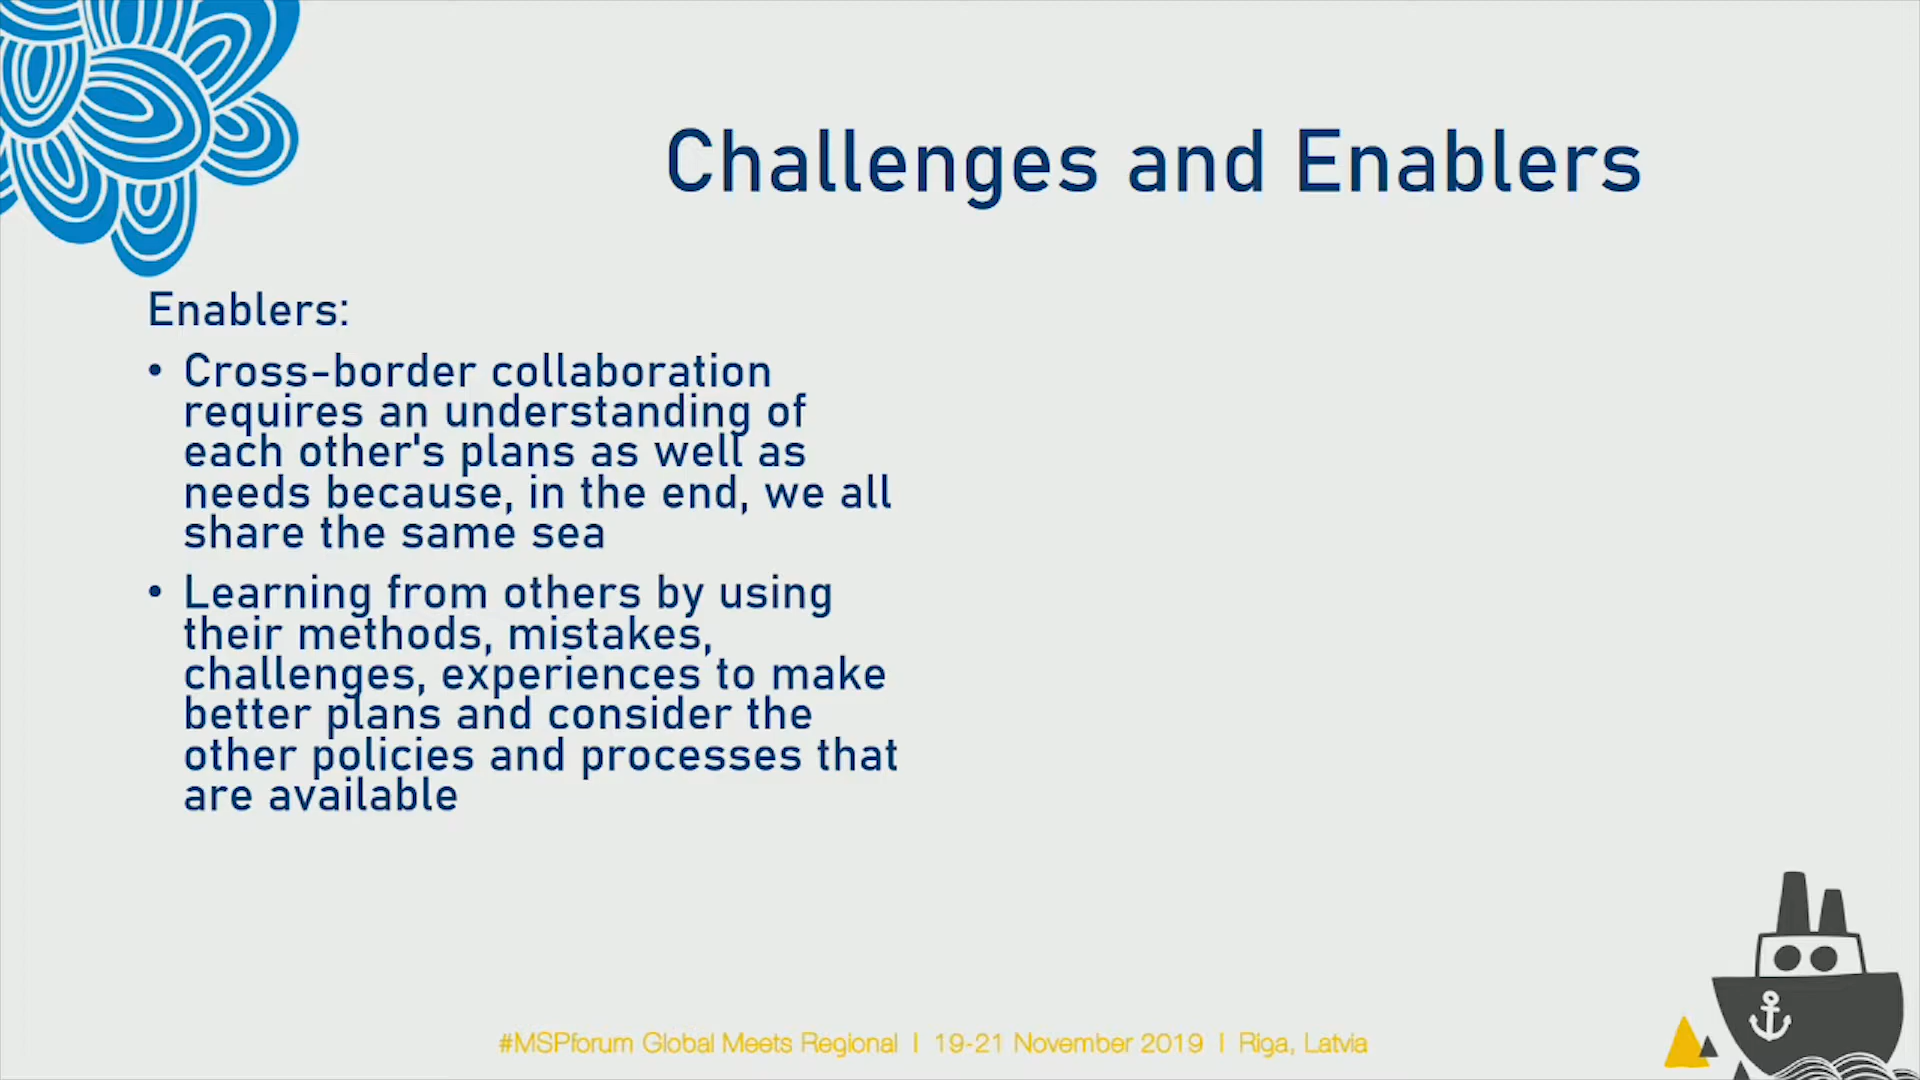 Challenges and Enablers
Enablers:
• Cross-border collaboration
requires an understanding of
each other's plans as well as
needs because, in the end, we all
share the same sea
• Learning from others by using
their methods, mistakes,
challenges, experiences to make
better plans and consider the
other policies and processes that
are available
#MSPforum Global Meets Regional | 19-21 November 2019 | Riga, Latvia